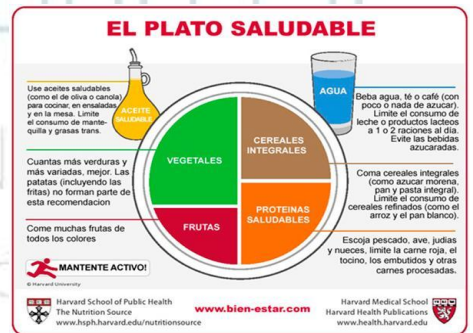 EL PLATO SALUDABLE
Use aceites saludables
(como el de oliva o canola)
para cocinar, en ensaladas
y en la mesa. Limite
el consumo de mante-
quilla y grasas trans.
ACEITE
SALUDABLE
AGUA
Beba agua, té o café (con
poco o nada de azucar).
Limite el consumo de
leche o productos lacteos
a 1 o 2 raciones al día.
Evite las bebidas
azucaradas.
VEGETALES
CEREALES
INTEGRALES
Cuantas más verduras y
más variadas, mejor. Las
patatas (incluyendo las
fritas) no forman parte de
esta recomendacion
Coma cereales integrales
(como azucar morena,
pan y pasta integral).
Limite el consumo de
cereales refinados (como el
arroz y el pan blanco).
FRUTAS
PROTEINAS
SALUDABLES
Come muchas frutas de
todos los colores
Escoja pescado, ave, judias
y nueces, limite la carne roja, el
tocino, los embutidos y otras
carnes procesadas.
MANTENTE ACTIVO!
© Harvard University
Harvard School of Public Health
The Nutrition Source
www.hsph.harvard.edu/nutritionsource
www.bien-estar.com
Harvard Medical School
Harvard Health Publications
www.health.harvard.edu